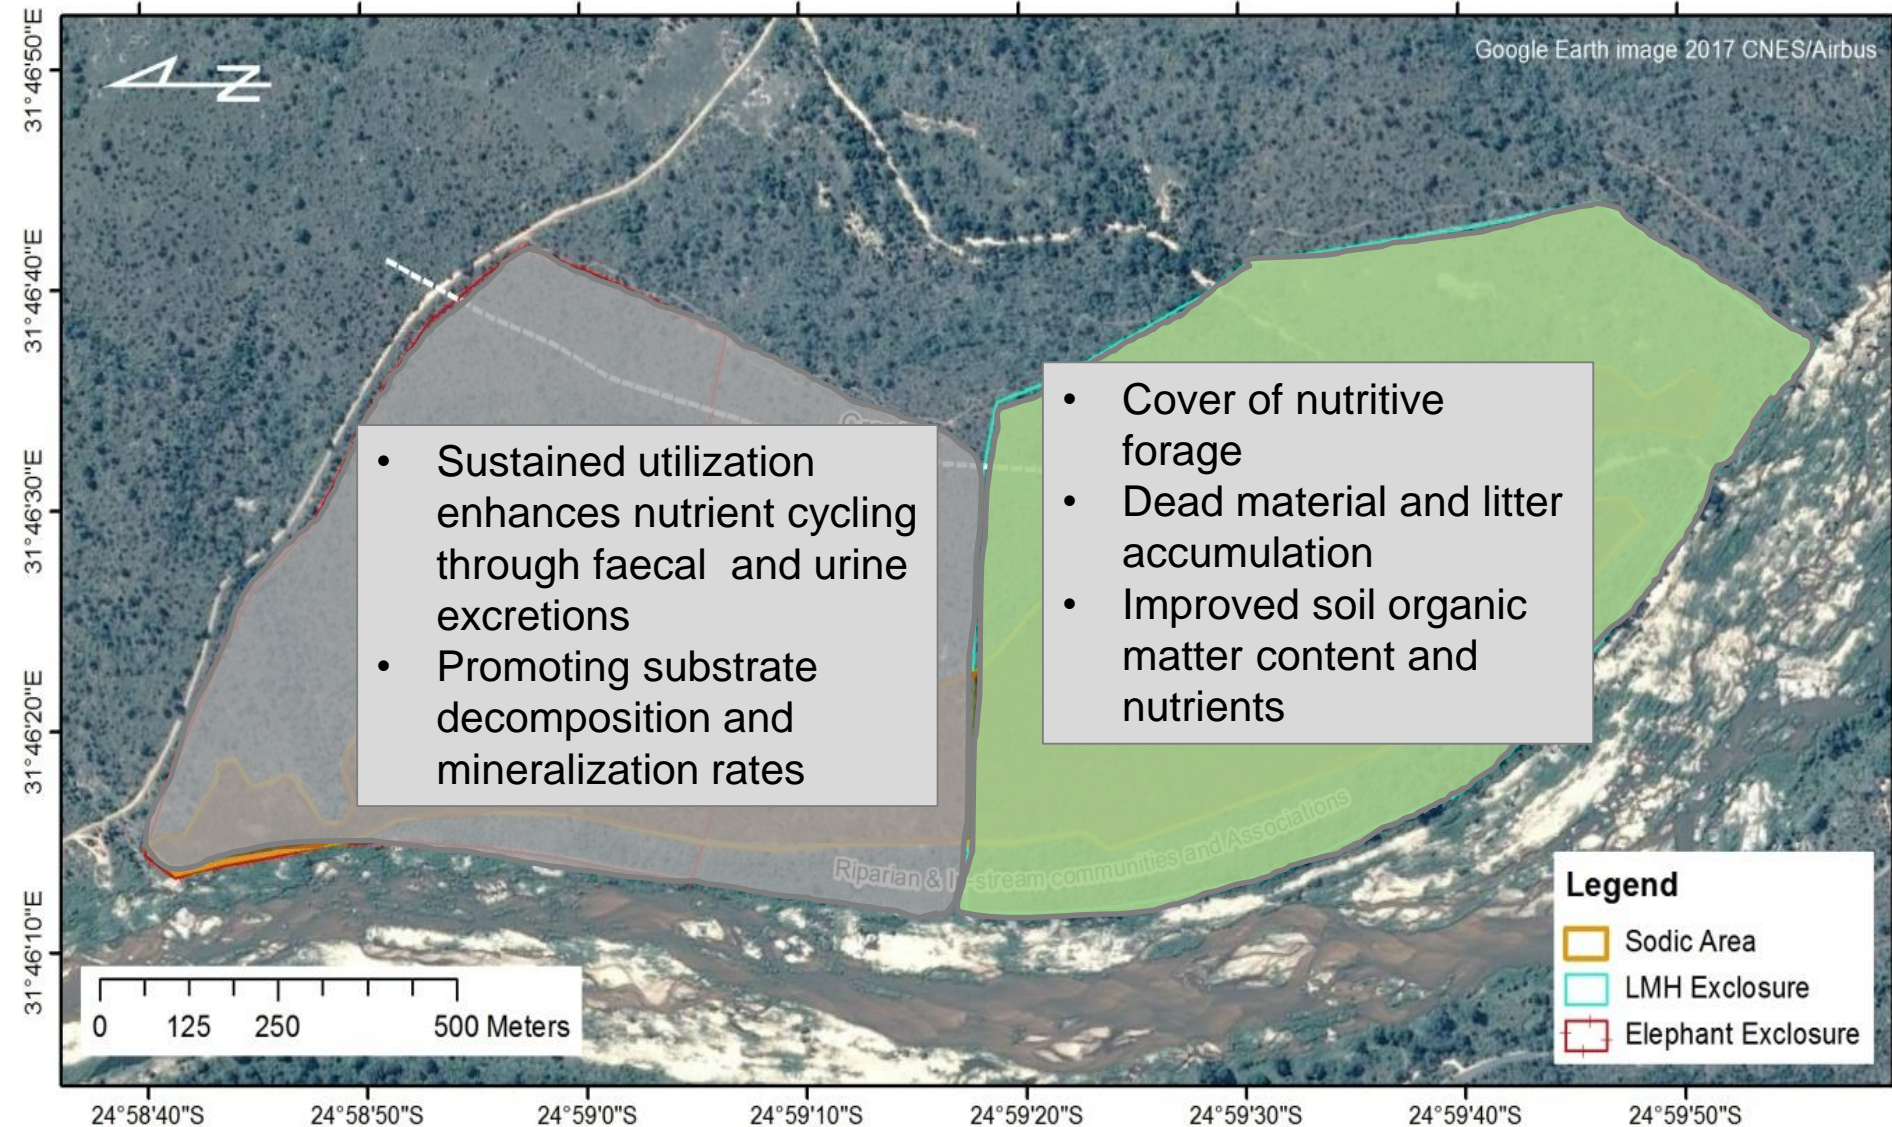 Google Earth image 2017 CNES/Airbus
Z
31°46'50"E
31°46'40"E
31°46'30"E
31°46'20"E
31°46'10"E
• Sustained utilization
enhances nutrient cycling
through faecal and urine
excretions
• Promoting substrate
decomposition and
mineralization rates
• Cover of nutritive
forage
• Dead material and litter
accumulation
• Improved soil organic
matter content and
nutrients
Riparian & In-stream communities and Associations
Legend
Sodic Area
LMH Exclosure
Elephant Exclosure
0 125 250 500 Meters
24°58'40"S 24°58'50"S 24°59'0"S 24°59'10"S 24°59'20"S 24°59'30"S 24°59'40"S 24°59'50"S